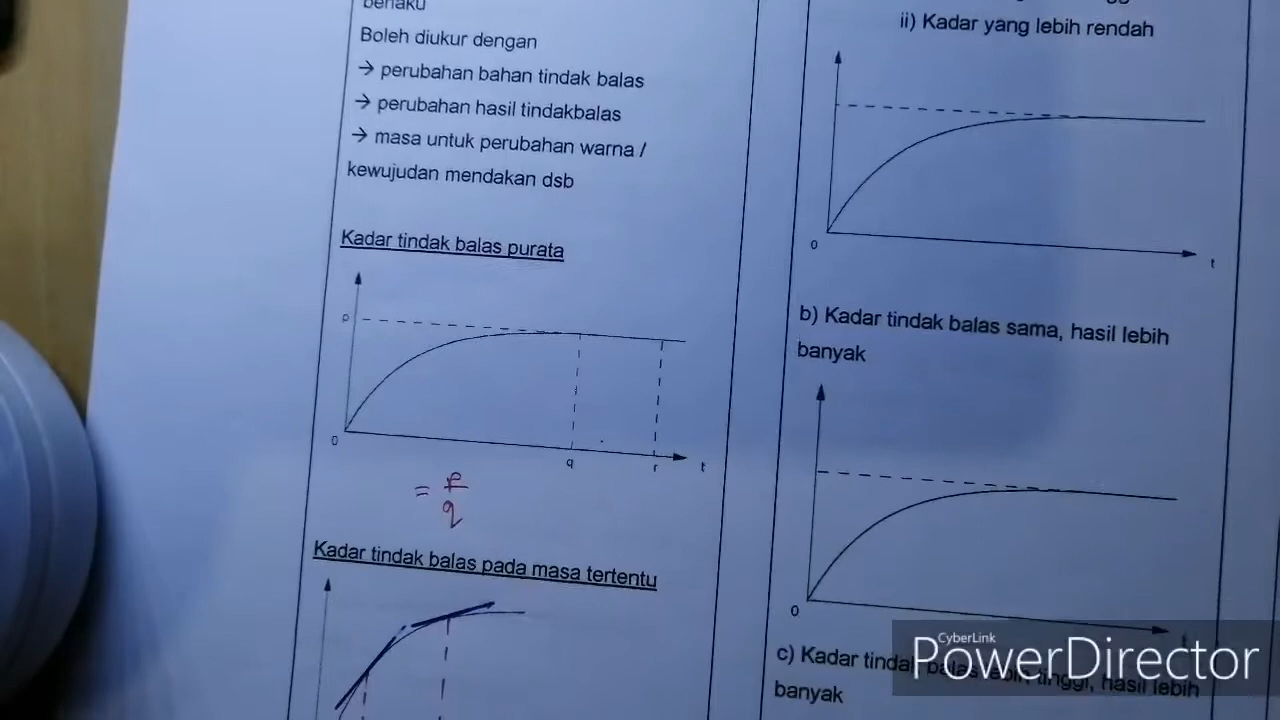 berlaku
Boleh diukur dengan
→ perubahan bahan tindak balas
→ perubahan hasil tindakbalas
→ masa untuk perubahan warna /
kewujudan mendakan dsb
Kadar tindak balas purata
p
0
q
r
t
= p
q
Kadar tindak balas pada masa tertentu
ii) Kadar yang lebih rendah
0
t
b) Kadar tindak balas sama, hasil lebih
banyak
0
t
c) Kadar tindak balas lebih tinggi, hasil lebih
banyak
CyberLink
PowerDirector